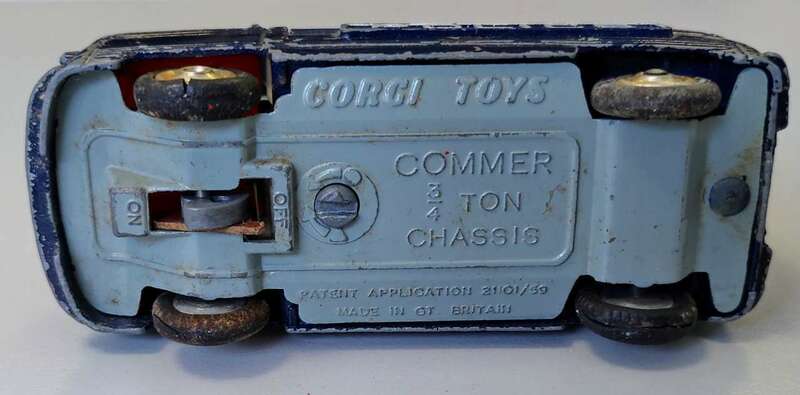 CORGI TOYS
COMMER
3/4 TON
CHASSIS
ON
OFF
PATENT APPLICATION 21101/59
MADE IN GT. BRITAIN